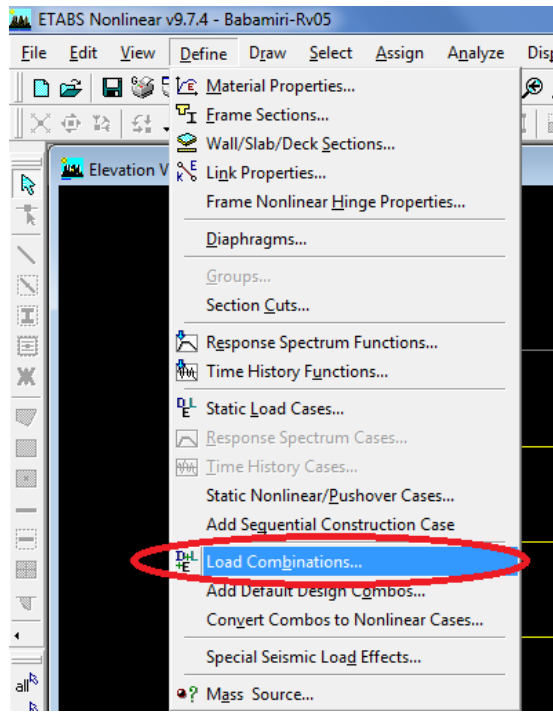 ETABS Nonlinear v9.7.4 - Babamiri-Rv05
File Edit View Define Draw Select Assign Analyze
Elevation V
Material Properties...
Frame Sections...
Wall/Slab/Deck Sections...
Link Properties...
Frame Nonlinear Hinge Properties...
Diaphragms...
Groups...
Section Cuts...
Response Spectrum Functions...
Time History Functions...
Static Load Cases...
Response Spectrum Cases...
Time History Cases...
Static Nonlinear/Pushover Cases...
Add Sequential Construction Case
Load Combinations...
Add Default Design Combos...
Convert Combos to Nonlinear Cases...
Special Seismic Load Effects...
all
Mass Source...